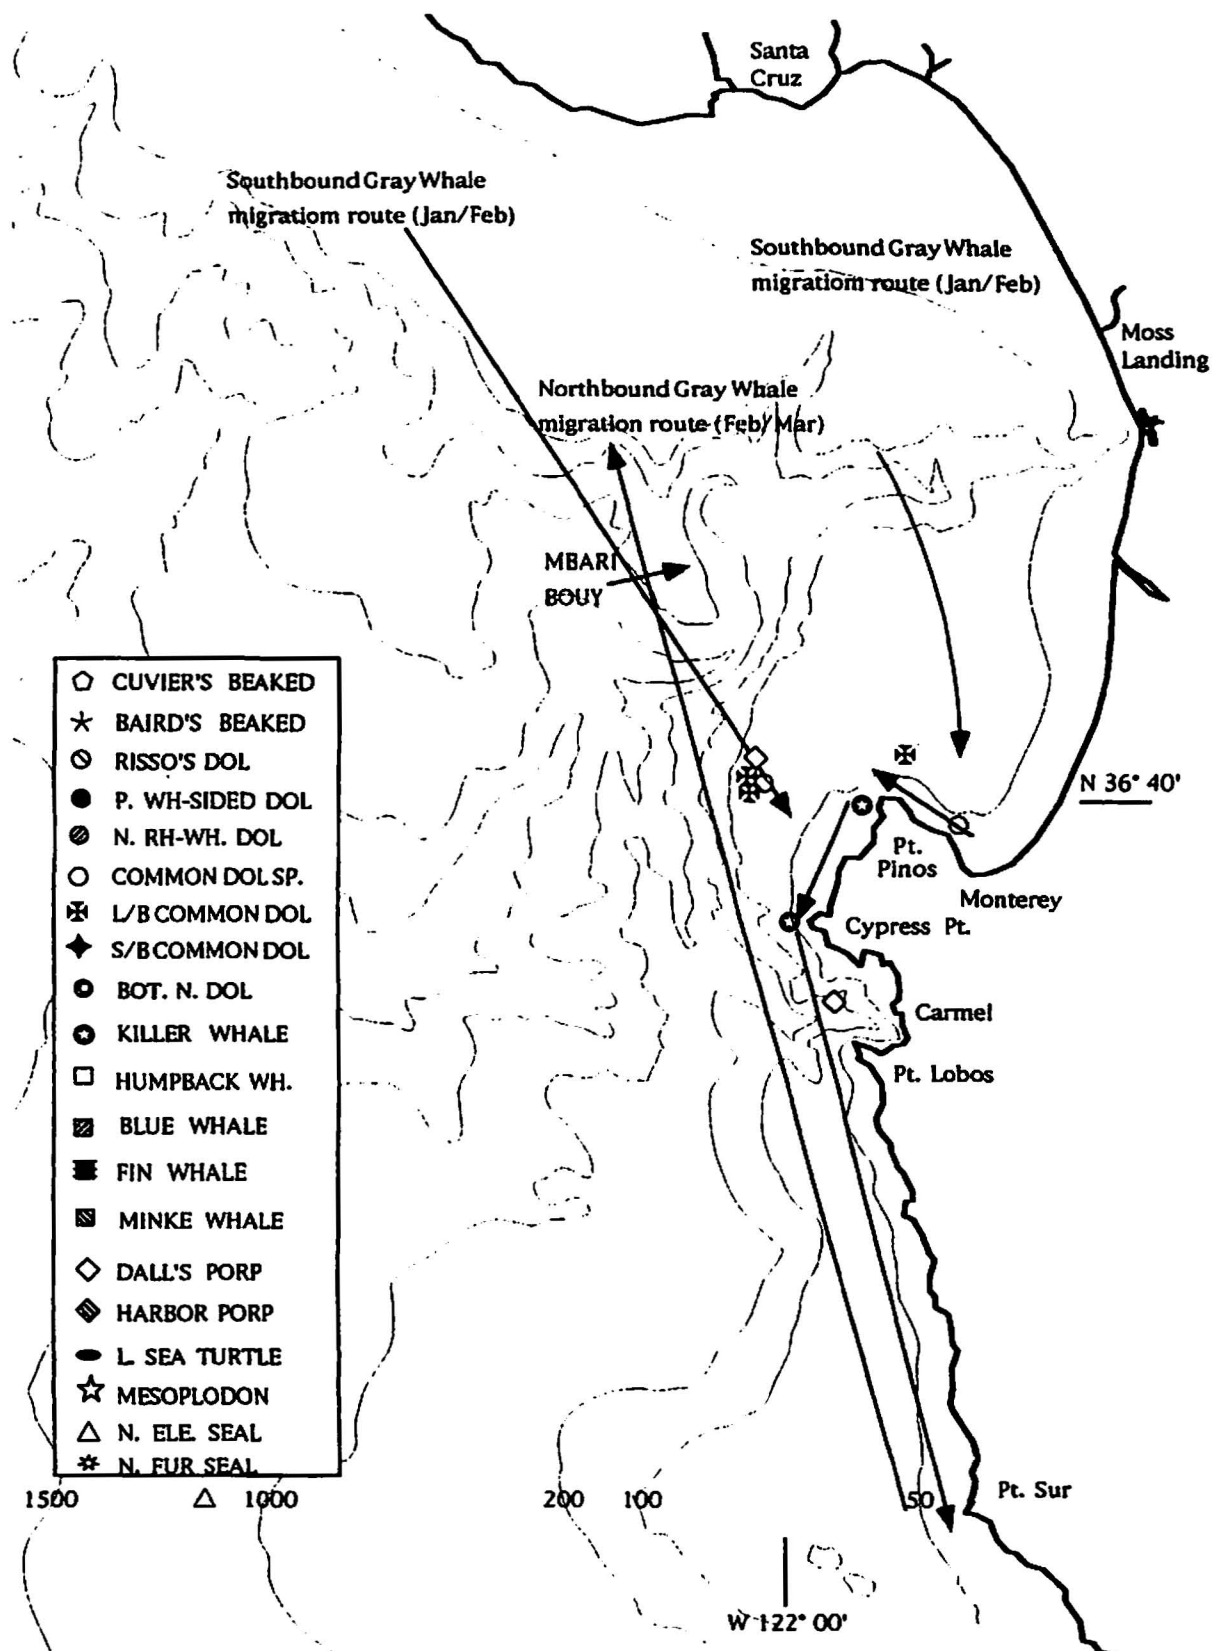 Santa
Cruz
Southbound Gray Whale
migratiom route (Jan/Feb)
Southbound Gray Whale
migratiom route (Jan/Feb)
Moss
Landing
Northbound Gray Whale
migration route (Feb/Mar)
MBARI
BOUY
N 36° 40'
Pt.
Pinos
Monterey
Cypress Pt.
Carmel
Pt. Lobos
CUVIER'S BEAKED
BAIRD'S BEAKED
RISSO'S DOL
P. WH-SIDED DOL
N. RH-WH. DOL
COMMON DOL SP.
L/B COMMON DOL
S/B COMMON DOL
BOT. N. DOL
KILLER WHALE
HUMPBACK WH.
BLUE WHALE
FIN WHALE
MINKE WHALE
DALL'S PORP
HARBOR PORP
L. SEA TURTLE
MESOPLODON
N. ELE. SEAL
N. FUR SEAL
1500 1000 200 100 50
Pt. Sur
W 122° 00'